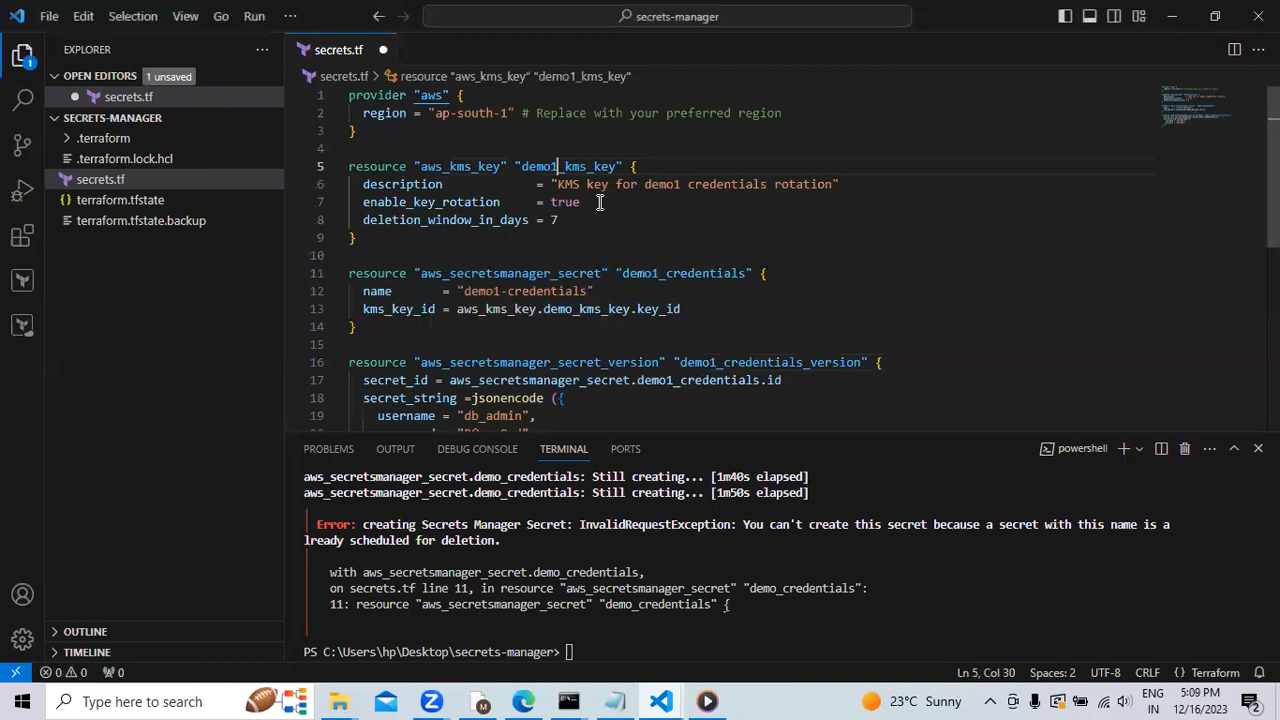 File Edit Selection View Go Run ··· secrets-manager
EXPLORER ···
OPEN EDITORS 1 unsaved
secrets.tf
SECRETS-MANAGER
.terraform
.terraform.lock.hcl
secrets.tf
terraform.tfstate
terraform.tfstate.backup
OUTLINE
TIMELINE
1
secrets.tf
secrets.tf > resource "aws_kms_key" "demo1_kms_key"
1 provider "aws" {
2 region = "ap-south-1" # Replace with your preferred region
3 }
4
5 resource "aws_kms_key" "demo1_kms_key" {
6 description = "KMS key for demo1 credentials rotation"
7 enable_key_rotation = true
8 deletion_window_in_days = 7
9 }
10
11 resource "aws_secretsmanager_secret" "demo1_credentials" {
12 name = "demo1-credentials"
13 kms_key_id = aws_kms_key.demo_kms_key.key_id
14 }
15
16 resource "aws_secretsmanager_secret_version" "demo1_credentials_version" {
17 secret_id = aws_secretsmanager_secret.demo1_credentials.id
18 secret_string =jsonencode ({
19 username = "db_admin",
PROBLEMS OUTPUT DEBUG CONSOLE TERMINAL PORTS powershell
aws_secretsmanager_secret.demo_credentials: Still creating... [1m40s elapsed]
aws_secretsmanager_secret.demo_credentials: Still creating... [1m50s elapsed]
Error: creating Secrets Manager Secret: InvalidRequestException: You can't create this secret because a secret with this name is a
lready scheduled for deletion.
with aws_secretsmanager_secret.demo_credentials,
on secrets.tf line 11, in resource "aws_secretsmanager_secret" "demo_credentials":
11: resource "aws_secretsmanager_secret" "demo_credentials" {
PS C:\Users\hp\Desktop\secrets-manager>
0 0 0 Ln 5, Col 30 Spaces: 2 UTF-8 CRLF {} Terraform
Type here to search 23°C Sunny ENG 5:09 PM
IN 12/16/2023 2